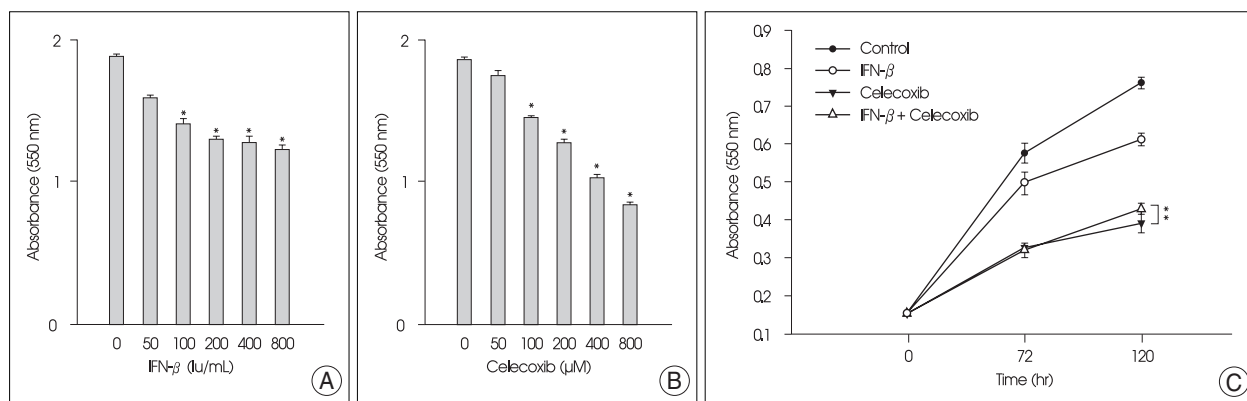 2
1
0
Absorbance (550 nm)
*
*
*
*
0 50 100 200 400 800
IFN-β (Iu/mL)
A
2
1
0
Absorbance (550 nm)
*
*
*
*
0 50 100 200 400 800
Celecoxib (μM)
B
0.9
0.8
0.7
0.6
0.5
0.4
0.3
0.2
0.1
Absorbance (550 nm)
Control
IFN-β
Celecoxib
IFN-β + Celecoxib
**
0 72 120
Time (hr)
C